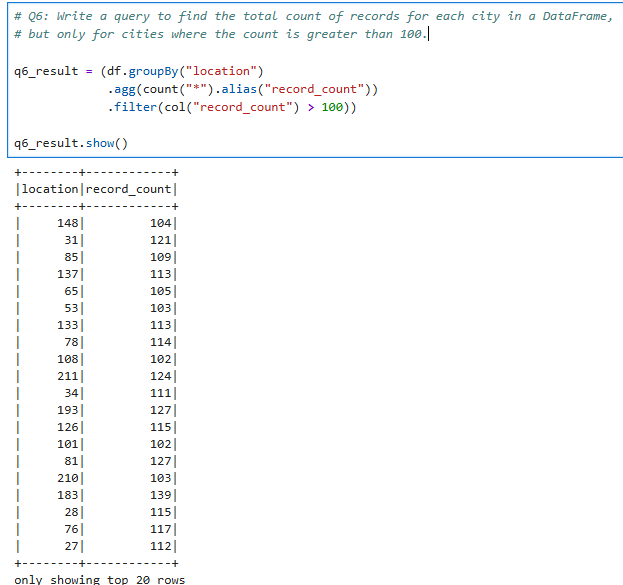 # Q6: Write a query to find the total count of records for each city in a DataFrame,
# but only for cities where the count is greater than 100.
q6_result = (df.groupBy("location")
             .agg(count("*").alias("record_count"))
             .filter(col("record_count") > 100))
q6_result.show()
+--------+------------+
|location|record_count|
+--------+------------+
|     148|         104|
|      31|         121|
|      85|         109|
|     137|         113|
|      65|         105|
|      53|         103|
|     133|         113|
|      78|         114|
|     108|         102|
|     211|         124|
|      34|         111|
|     193|         127|
|     126|         115|
|     101|         102|
|      81|         127|
|     210|         103|
|     183|         139|
|      28|         115|
|      76|         117|
|      27|         112|
+--------+------------+
only showing top 20 rows